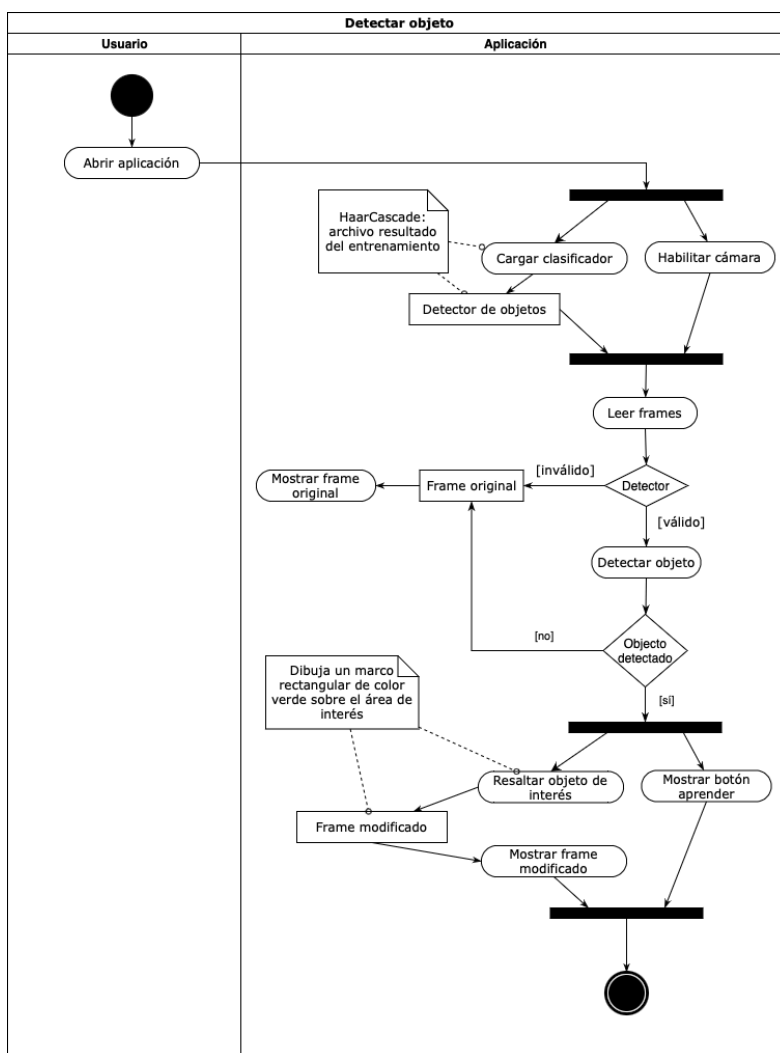 Detectar objeto
Usuario
Aplicación
Abrir aplicación
HaarCascade:
archivo resultado
del entrenamiento
Cargar clasificador
Habilitar cámara
Detector de objetos
Leer frames
[inválido]
Mostrar frame
original
Frame original
Detector
[válido]
Detectar objeto
[no]
Objecto
detectado
Dibuja un marco
rectangular de color
verde sobre el área de
interés
[sí]
Resaltar objeto de
interés
Mostrar botón
aprender
Frame modificado
Mostrar frame
modificado